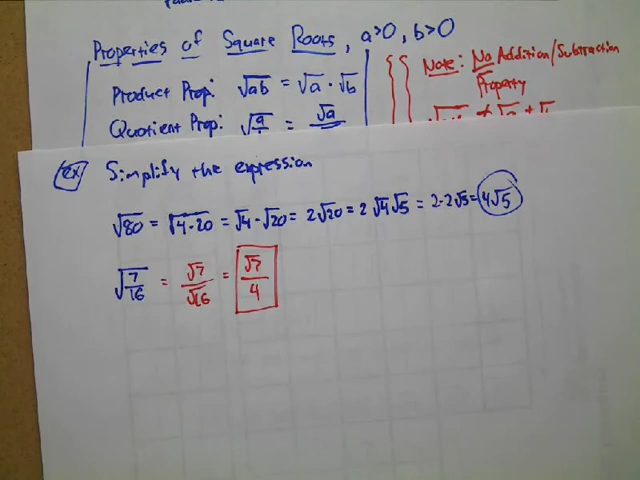 Properties of Square Roots, a>0, b>0
Product Prop: √ab = √a · √b
Quotient Prop: √a/ = √a/
Note: No Addition/Subtraction
Property
≠ √a + √
ex Simplify the expression
√80 = √4·20 = √4·√20 = 2√20 = 2√4√5 = 2·2√5 = 4√5
√7/16 = √7/√16 = √7/4